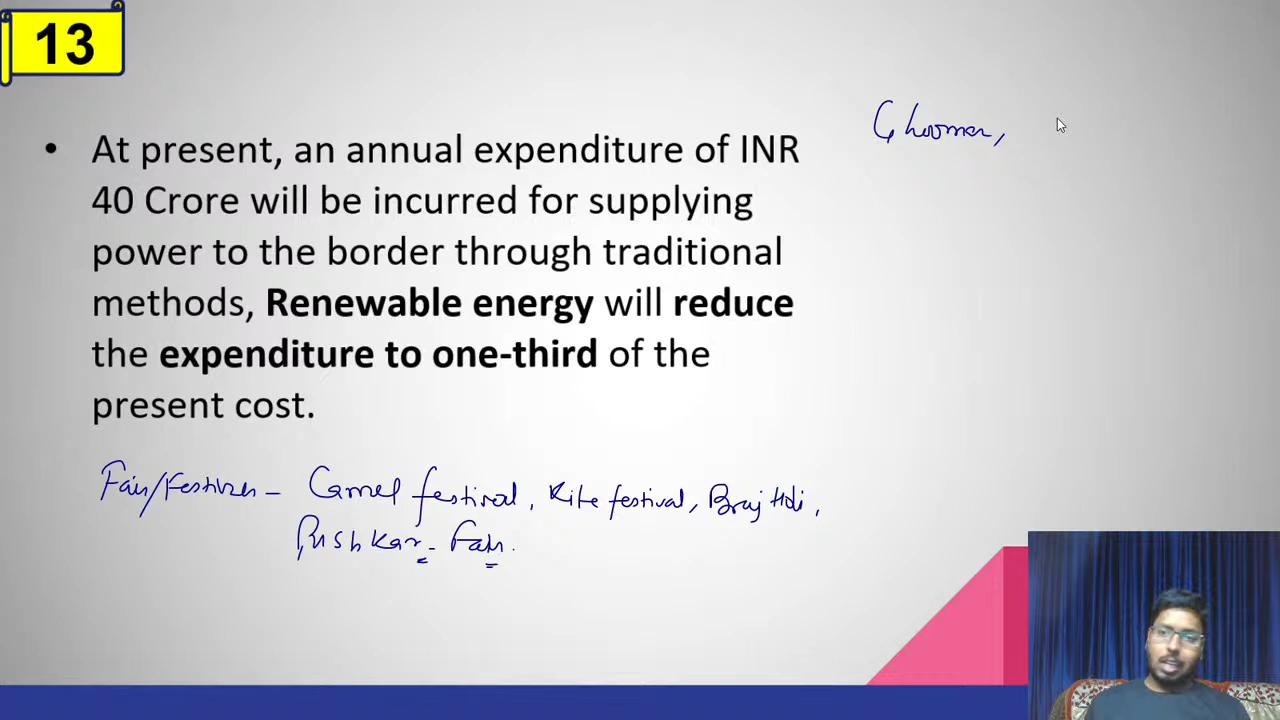 13
• At present, an annual expenditure of INR
40 Crore will be incurred for supplying
power to the border through traditional
methods, Renewable energy will reduce
the expenditure to one-third of the
present cost.
Ghoomar,
Fair/Festivals - Camel festival, Kite festival, Braj Holi,
Pushkar - Fair.